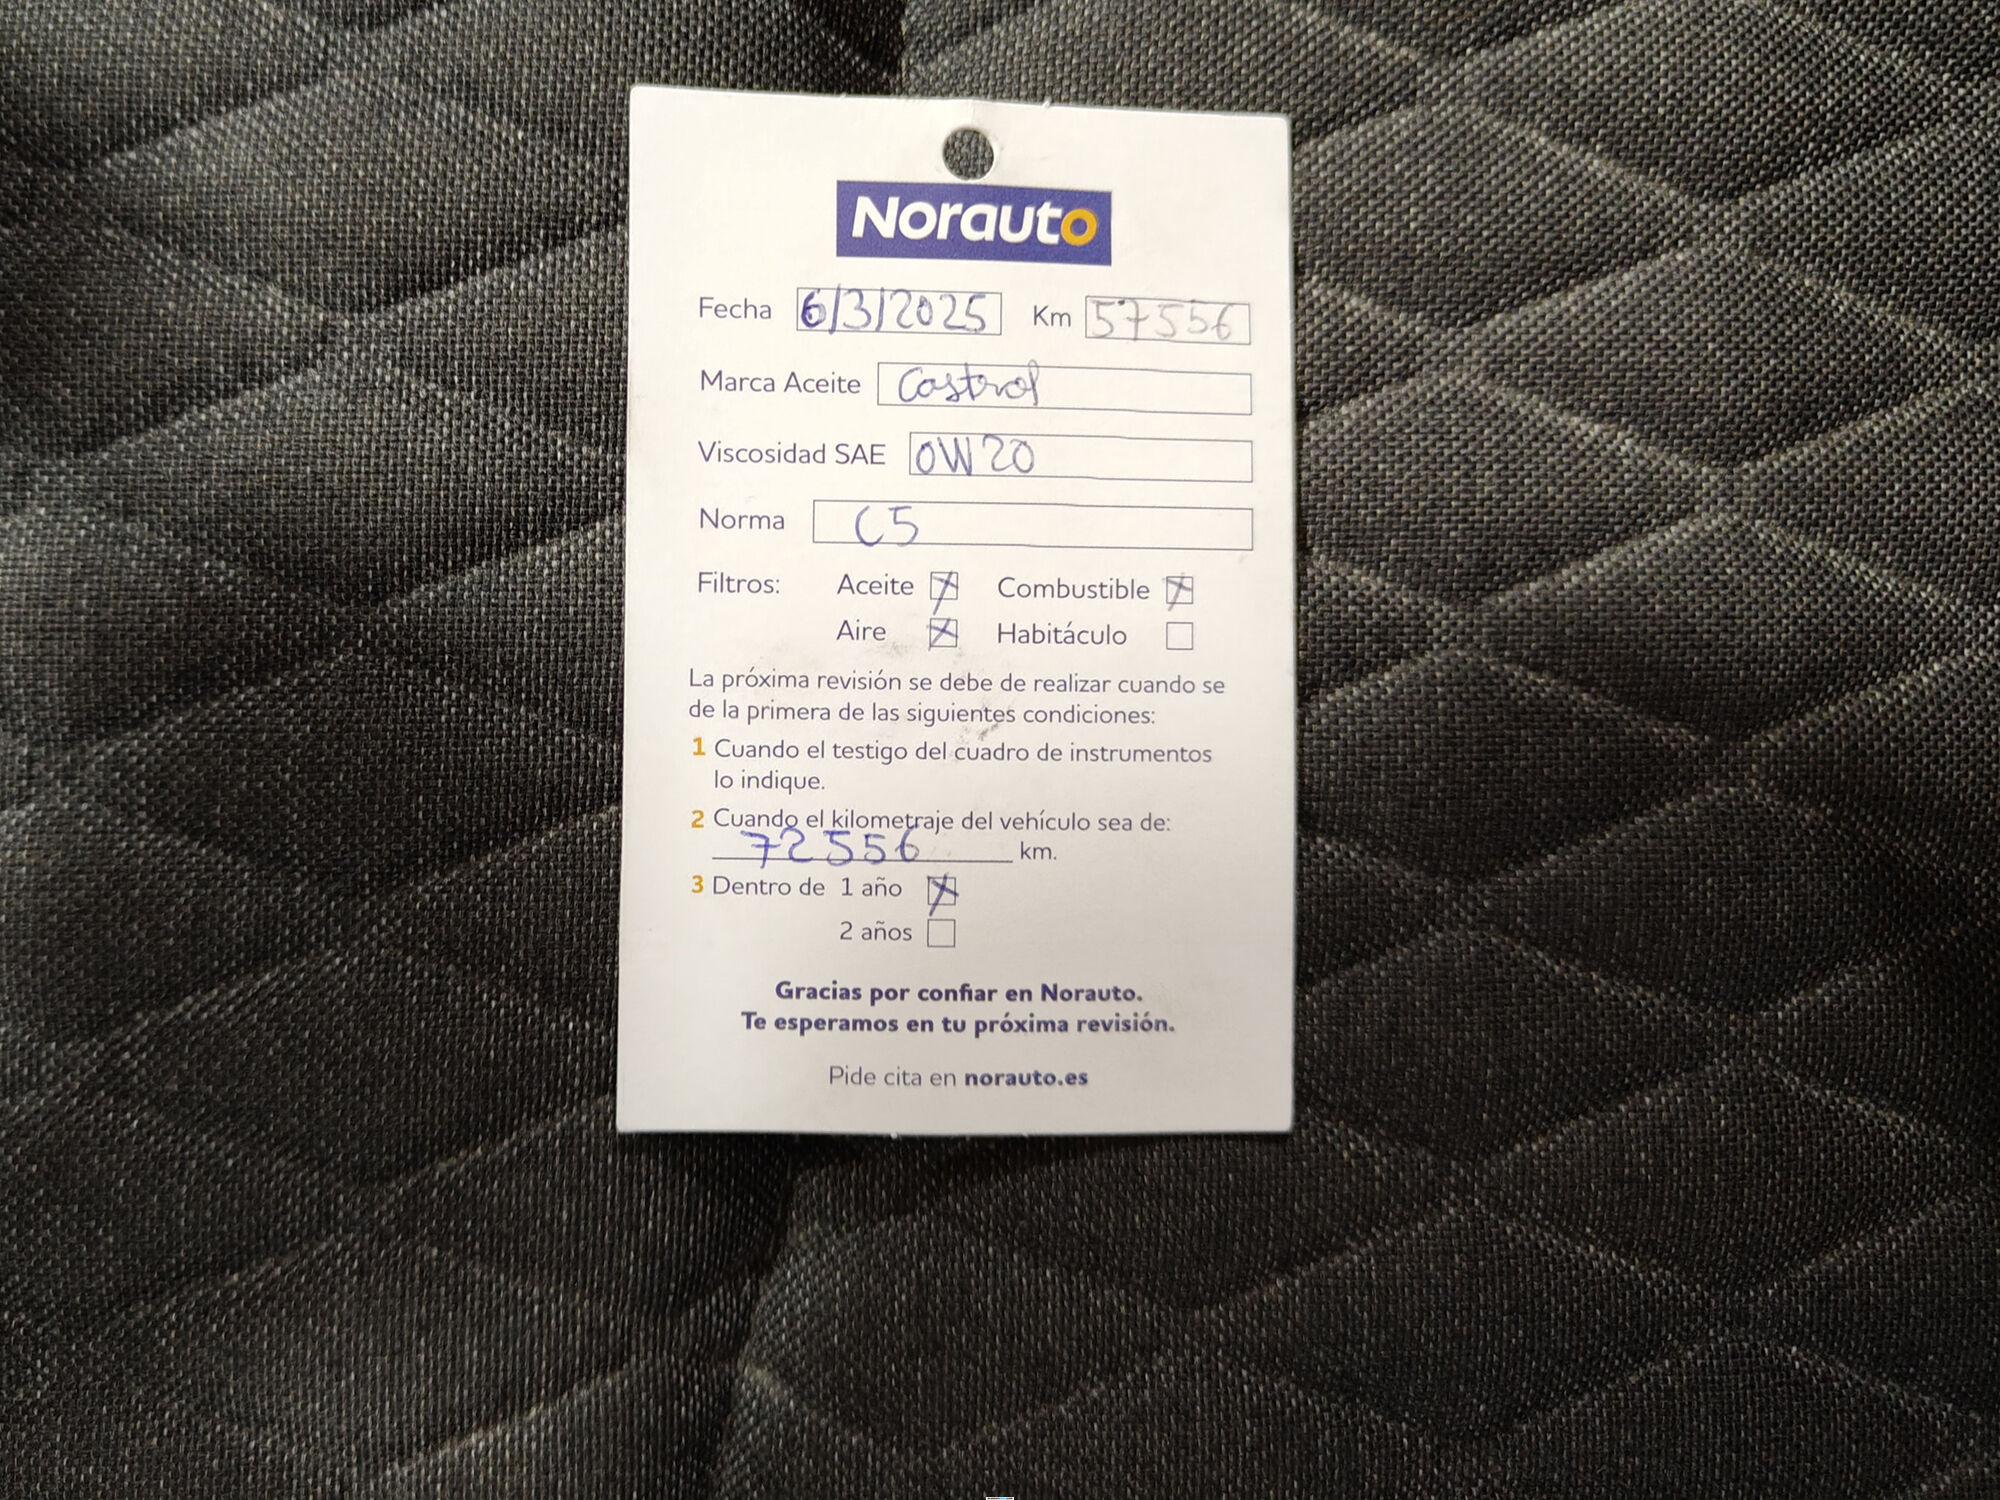 Norauto
Fecha 6/3/2025 Km 57556
Marca Aceite Castrol
Viscosidad SAE 0W20
Norma C5
Filtros: Aceite Combustible
Aire Habitáculo
La próxima revisión se debe de realizar cuando se
de la primera de las siguientes condiciones:
1 Cuando el testigo del cuadro de instrumentos
lo indique.
2 Cuando el kilometraje del vehículo sea de:
72556 km.
3 Dentro de 1 año
2 años
Gracias por confiar en Norauto.
Te esperamos en tu próxima revisión.
Pide cita en norauto.es